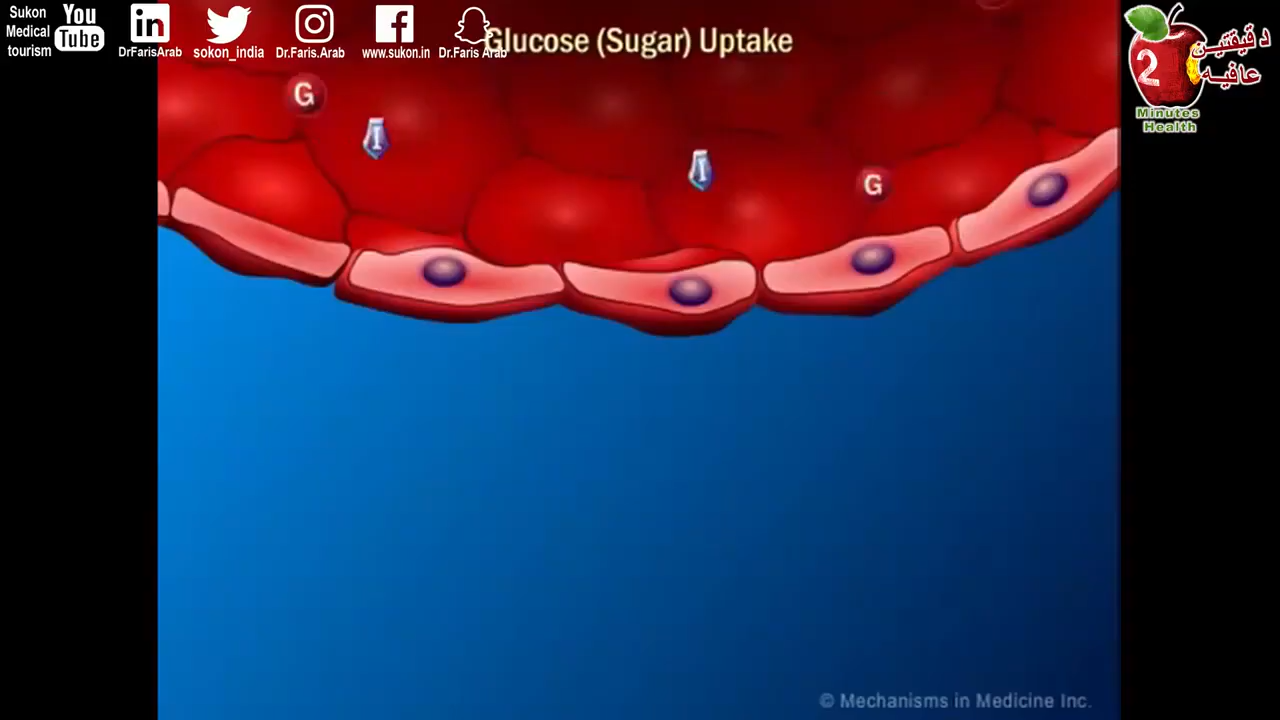 Sukon
Medical
tourism
You
Tube
in
DrFarisArab
sokon_india
Dr.Faris.Arab
f
www.sukon.in
Dr.Faris Arab
Glucose (Sugar) Uptake
دقيقتين
عافيه
2
Minutes
Health
G
I
I
G
© Mechanisms in Medicine Inc.